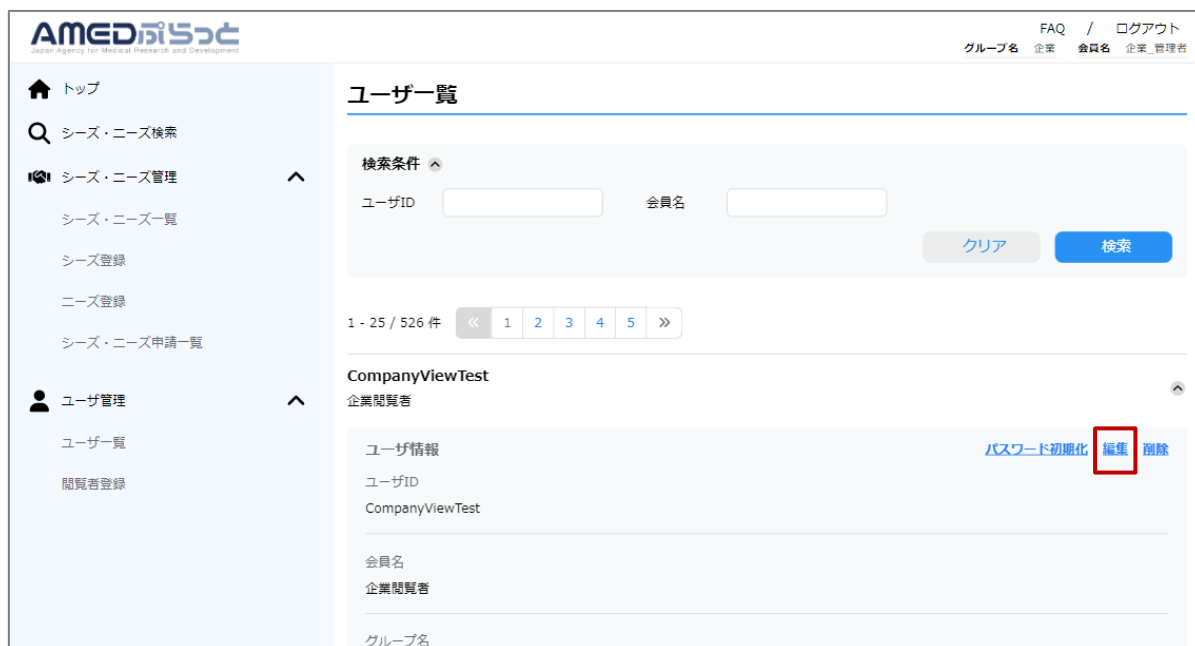 AMEDぷらっと
Japan Agency for Medical Research and Development
FAQ / ログアウト
グループ名 企業 会員名 企業_管理者
トップ
シーズ・ニーズ検索
シーズ・ニーズ管理
シーズ・ニーズ一覧
シーズ登録
ニーズ登録
シーズ・ニーズ申請一覧
ユーザ管理
ユーザ一覧
閲覧者登録
ユーザ一覧
検索条件
ユーザID 会員名
クリア 検索
1 - 25 / 526 件 « 1 2 3 4 5 »
CompanyViewTest
企業閲覧者
ユーザ情報 パスワード初期化 編集 削除
ユーザID
CompanyViewTest
会員名
企業閲覧者
グループ名